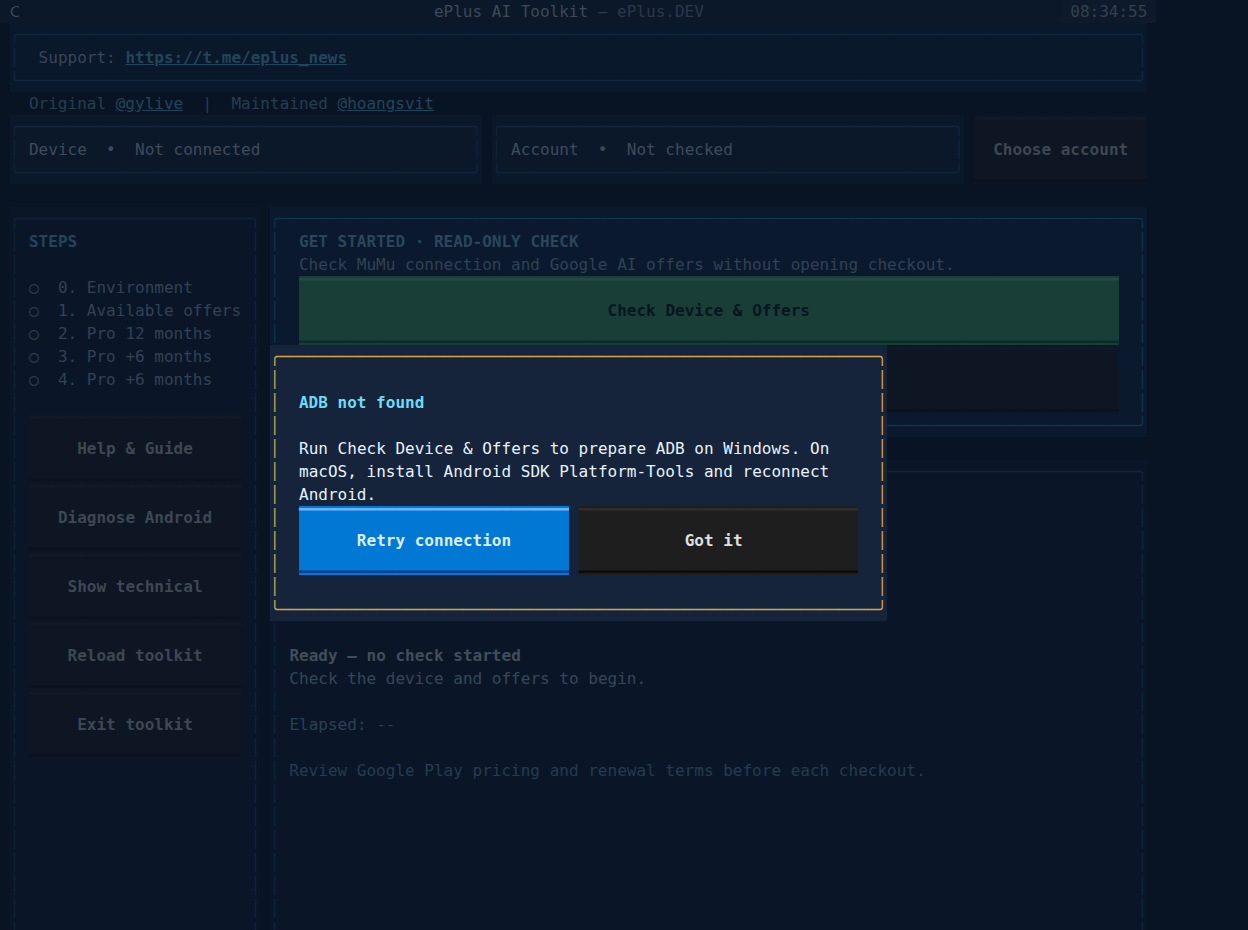 C
ePlus AI Toolkit — ePlus.DEV
08:34:55
Support: https://t.me/eplus_news
Original @gylive | Maintained @hoangsvit
Device • Not connected
Account • Not checked
Choose account
STEPS
○ 0. Environment
○ 1. Available offers
○ 2. Pro 12 months
○ 3. Pro +6 months
○ 4. Pro +6 months
Help & Guide
Diagnose Android
Show technical
Reload toolkit
Exit toolkit
GET STARTED · READ-ONLY CHECK
Check MuMu connection and Google AI offers without opening checkout.
Check Device & Offers
ADB not found
Run Check Device & Offers to prepare ADB on Windows. On
macOS, install Android SDK Platform-Tools and reconnect
Android.
Retry connection
Got it
Ready — no check started
Check the device and offers to begin.
Elapsed: --
Review Google Play pricing and renewal terms before each checkout.